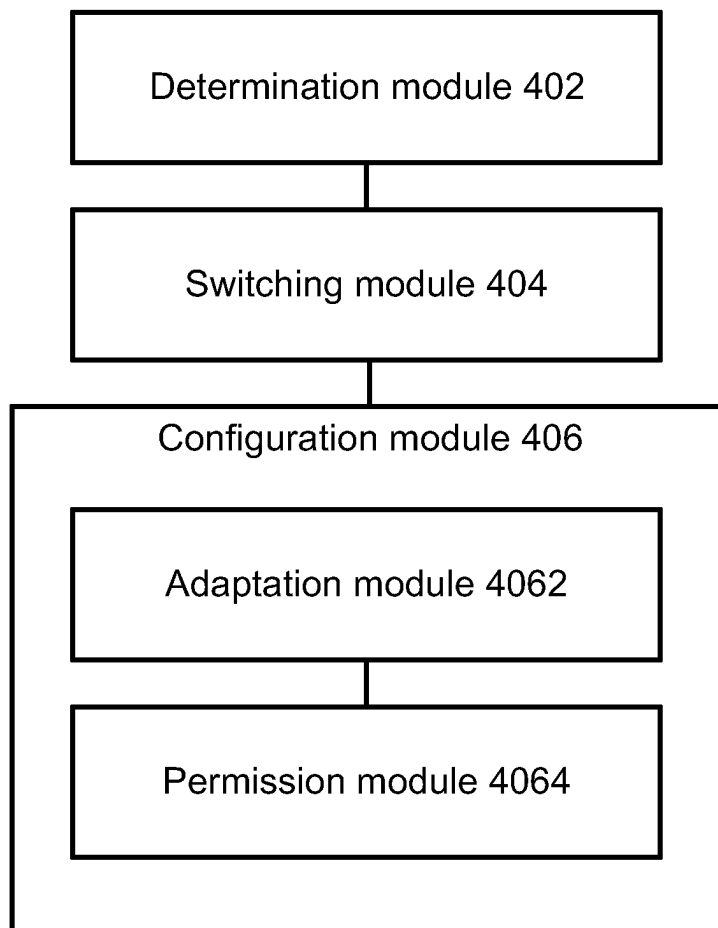 Determination module 402
Switching module 404
Configuration module 406
Adaptation module 4062
Permission module 4064